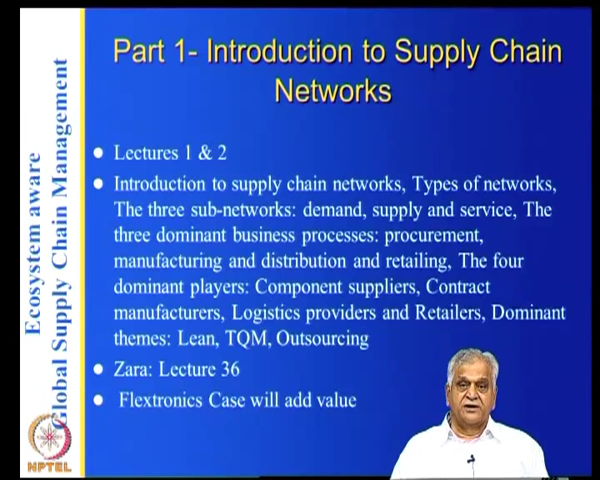 Part 1- Introduction to Supply Chain
Networks
Lectures 1 & 2
Introduction to supply chain networks, Types of networks,
The three sub-networks: demand, supply and service, The
three dominant business processes: procurement,
manufacturing and distribution and retailing, The four
dominant players: Component suppliers, Contract
manufacturers, Logistics providers and Retailers, Dominant
themes: Lean, TQM, Outsourcing
Zara: Lecture 36
Flextronics Case will add value
Ecosystem aware
Global Supply Chain Management
NPTEL